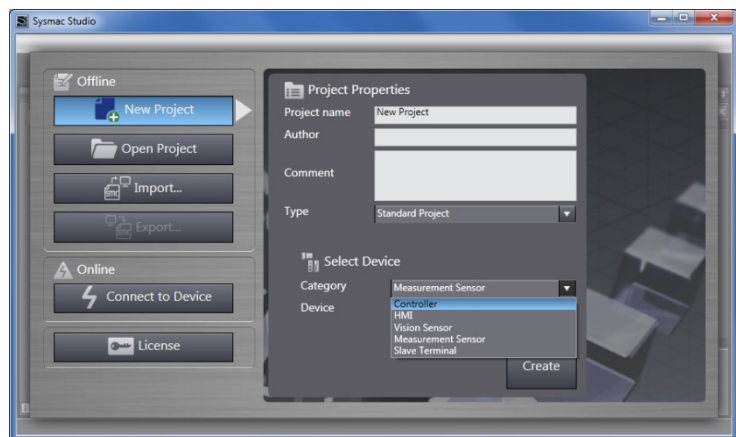 Sysmac Studio
Offline
New Project
Open Project
Import...
Export...
Online
Connect to Device
License
Project Properties
Project name New Project
Author
Comment
Type Standard Project
Select Device
Category Measurement Sensor
Device
Controller
HMI
Vision Sensor
Measurement Sensor
Slave Terminal
Create